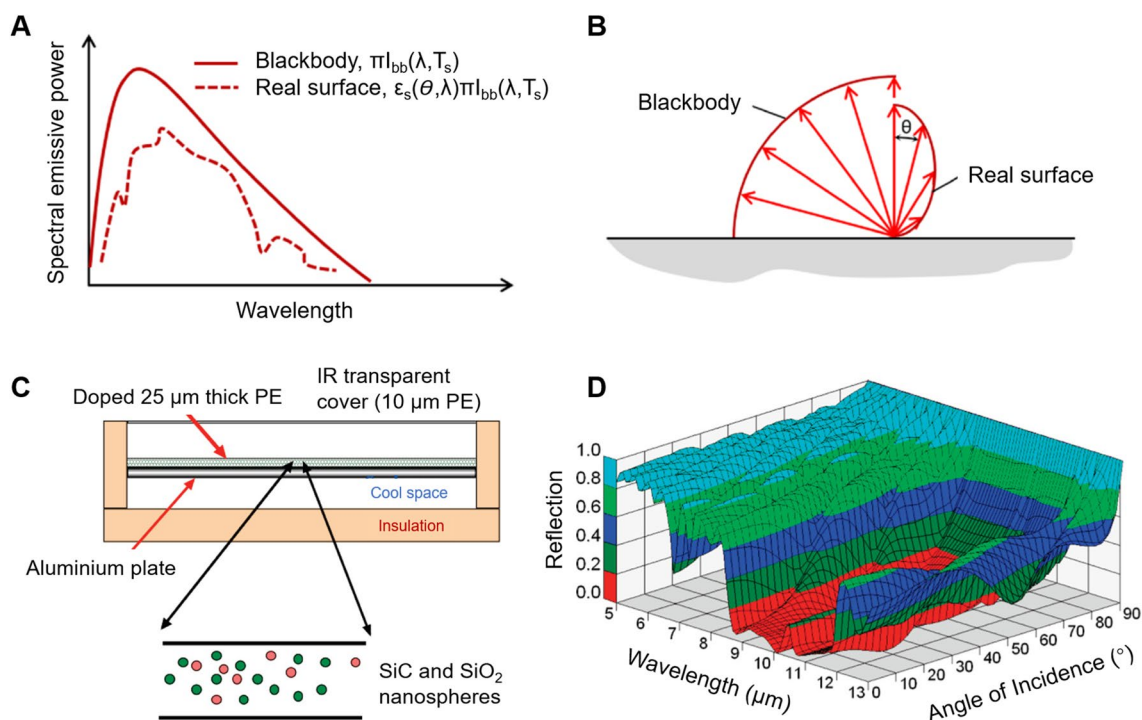 A
Spectral emissive power
Blackbody, πI_bb(λ,T_s)
Real surface, ε_s(θ,λ)πI_bb(λ,T_s)
Wavelength
B
Blackbody
θ
Real surface
C
Doped 25 μm thick PE
IR transparent
cover (10 μm PE)
Cool space
Insulation
Aluminium plate
SiC and SiO₂
nanospheres
D
Reflection
1.0
0.8
0.6
0.4
0.2
0.0
5
6
7
8
9
10
11
12
13
Wavelength (μm)
0
10
20
30
40
50
60
70
80
90
Angle of Incidence (°)